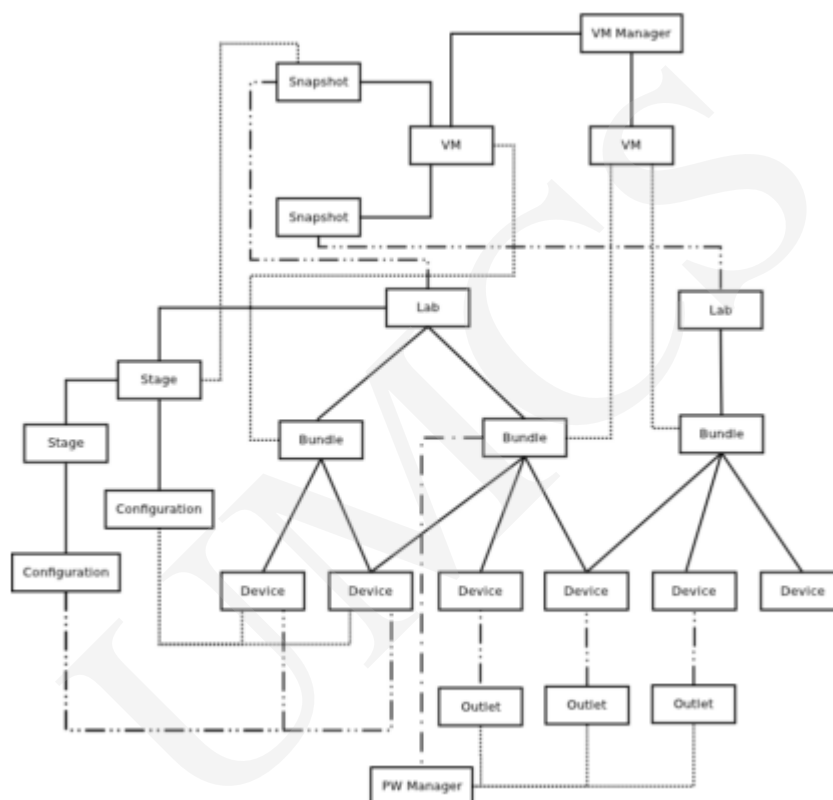 VM Manager
Snapshot
VM
VM
Snapshot
Lab
Lab
Stage
Stage
Bundle
Bundle
Bundle
Configuration
Configuration
Device
Device
Device
Device
Device
Device
Outlet
Outlet
Outlet
PW Manager
UMCS